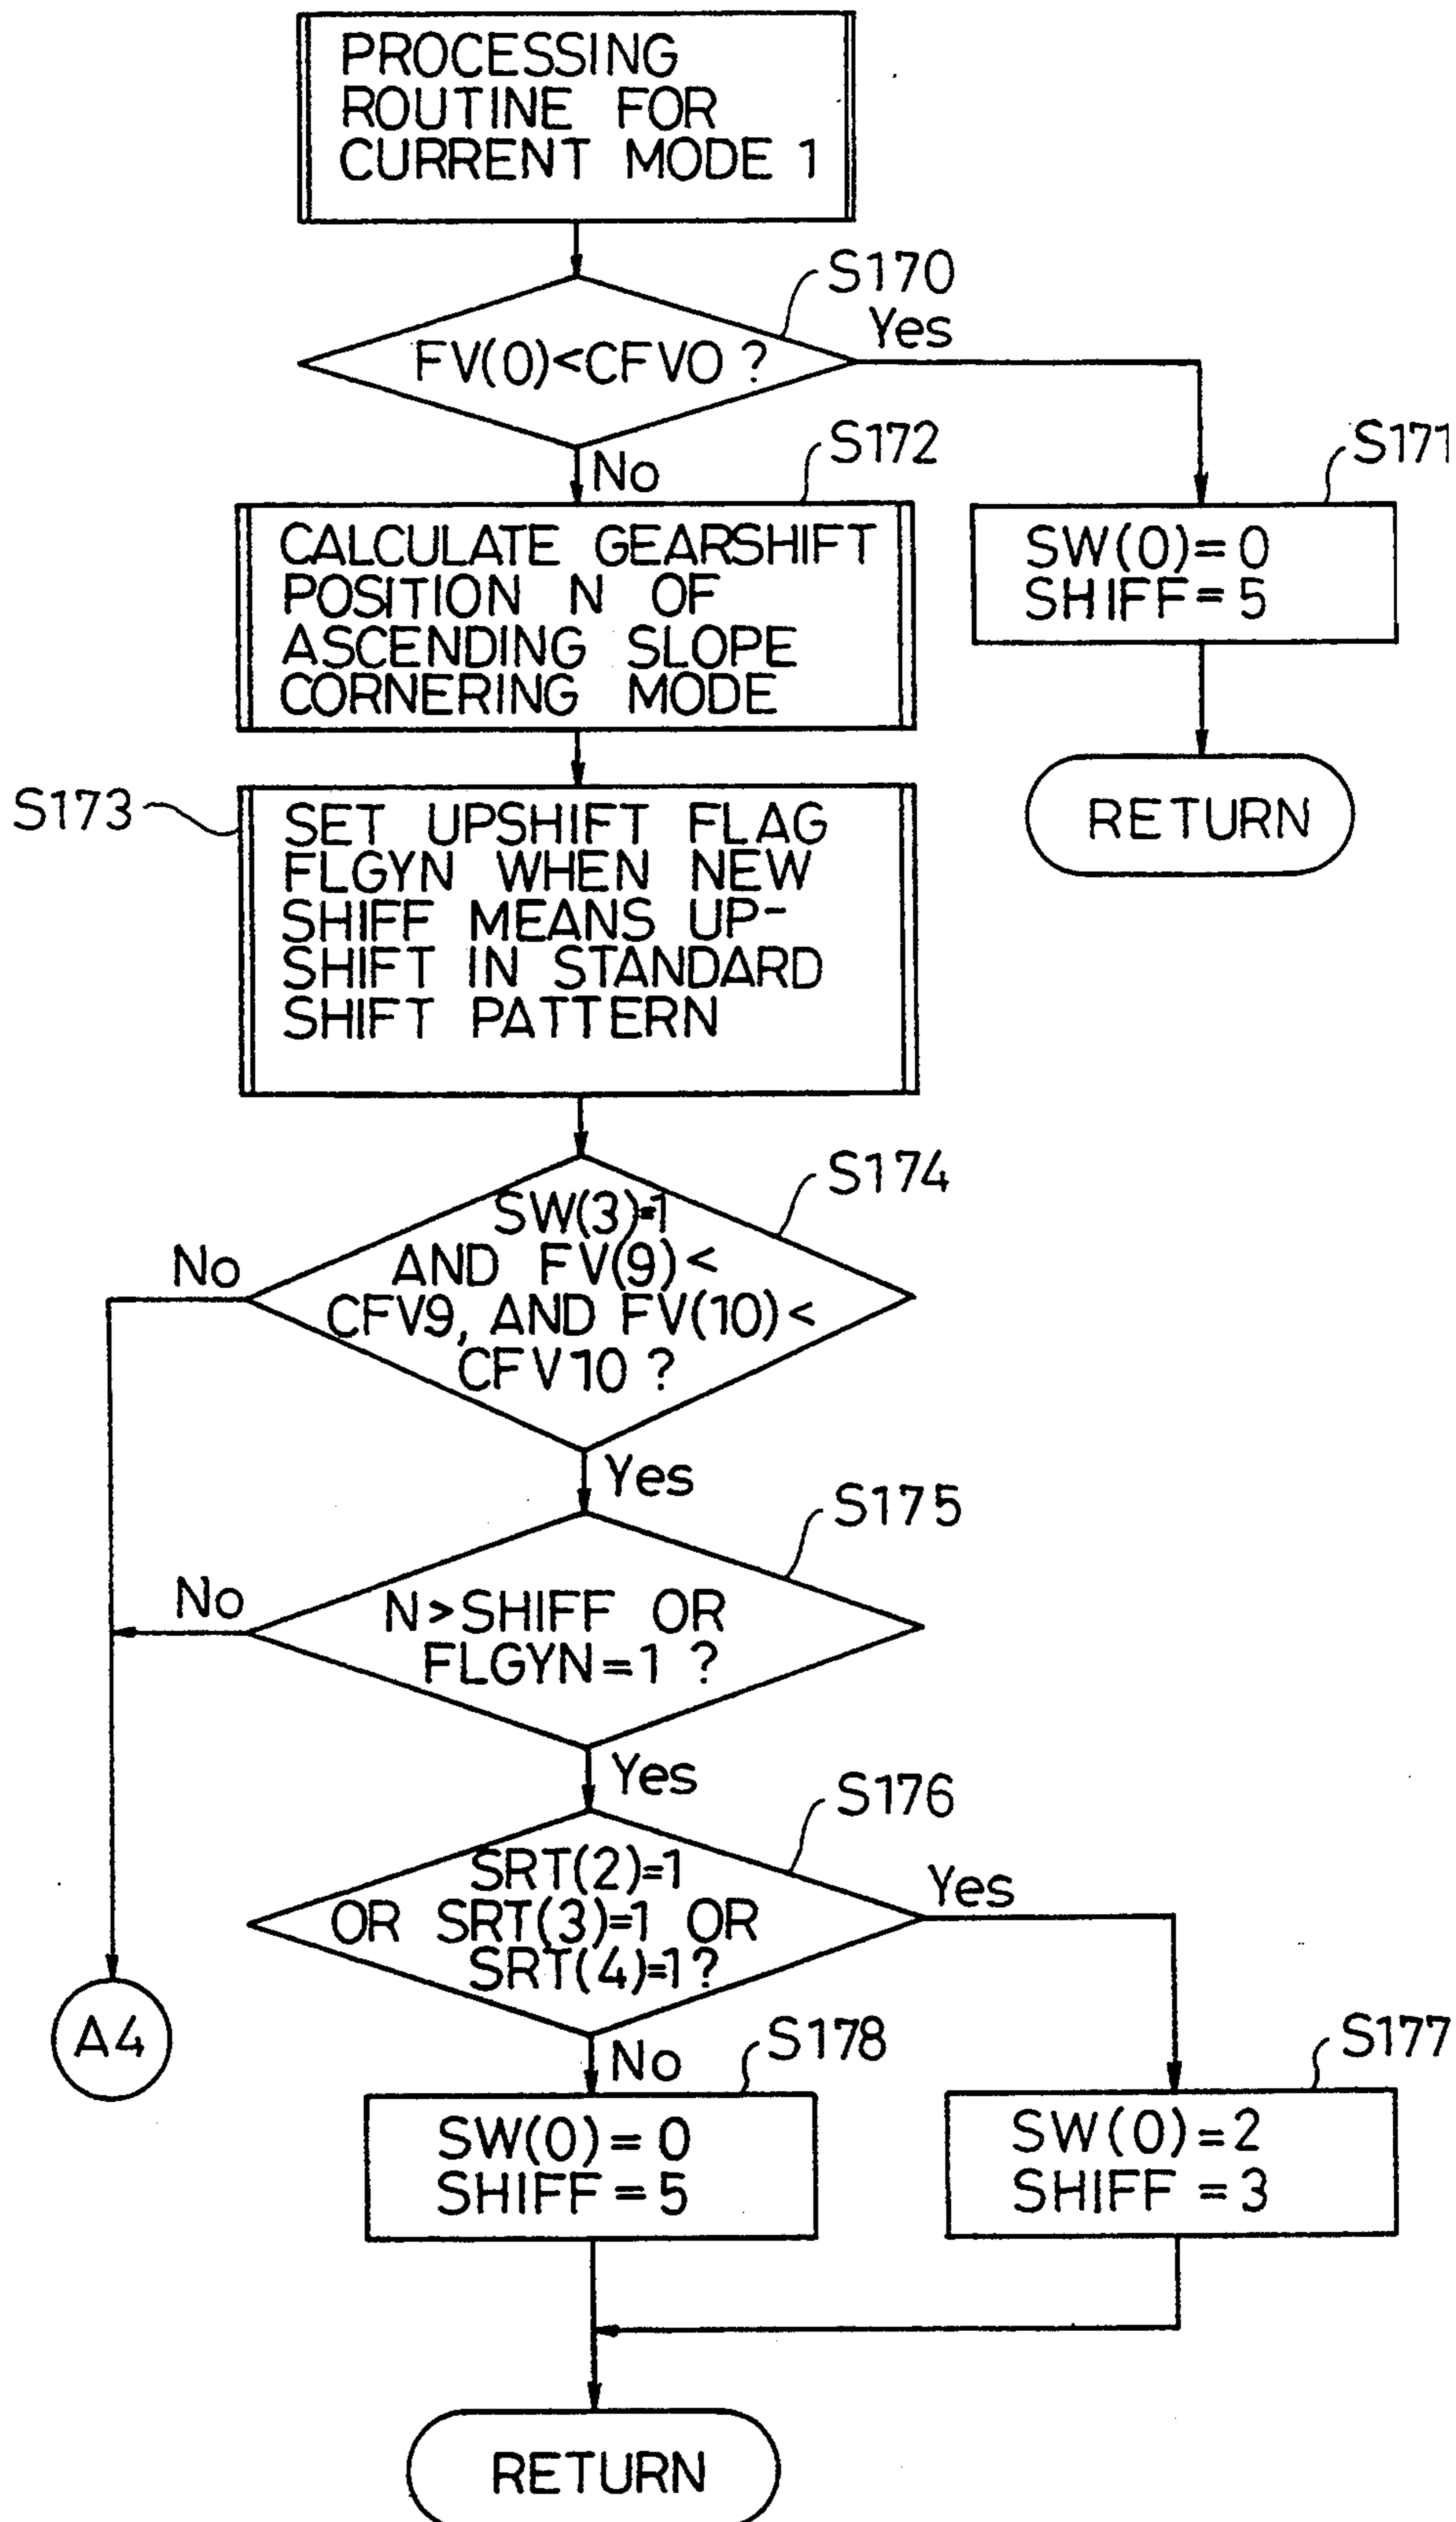 PROCESSING
ROUTINE FOR
CURRENT MODE 1
S170
FV(0)<CFV0 ?
Yes
No
S172
S171
CALCULATE GEARSHIFT
POSITION N OF
ASCENDING SLOPE
CORNERING MODE
SW(0)=0
SHIFF=5
RETURN
S173
SET UPSHIFT FLAG
FLGYN WHEN NEW
SHIFF MEANS UP-
SHIFT IN STANDARD
SHIFT PATTERN
S174
SW(3)=1
AND FV(9)<
CFV9, AND FV(10)<
CFV10 ?
No
Yes
S175
N>SHIFF OR
FLGYN=1 ?
No
Yes
S176
SRT(2)=1
OR SRT(3)=1 OR
SRT(4)=1?
Yes
No
A4
S178
S177
SW(0)=0
SHIFF=5
SW(0)=2
SHIFF=3
RETURN